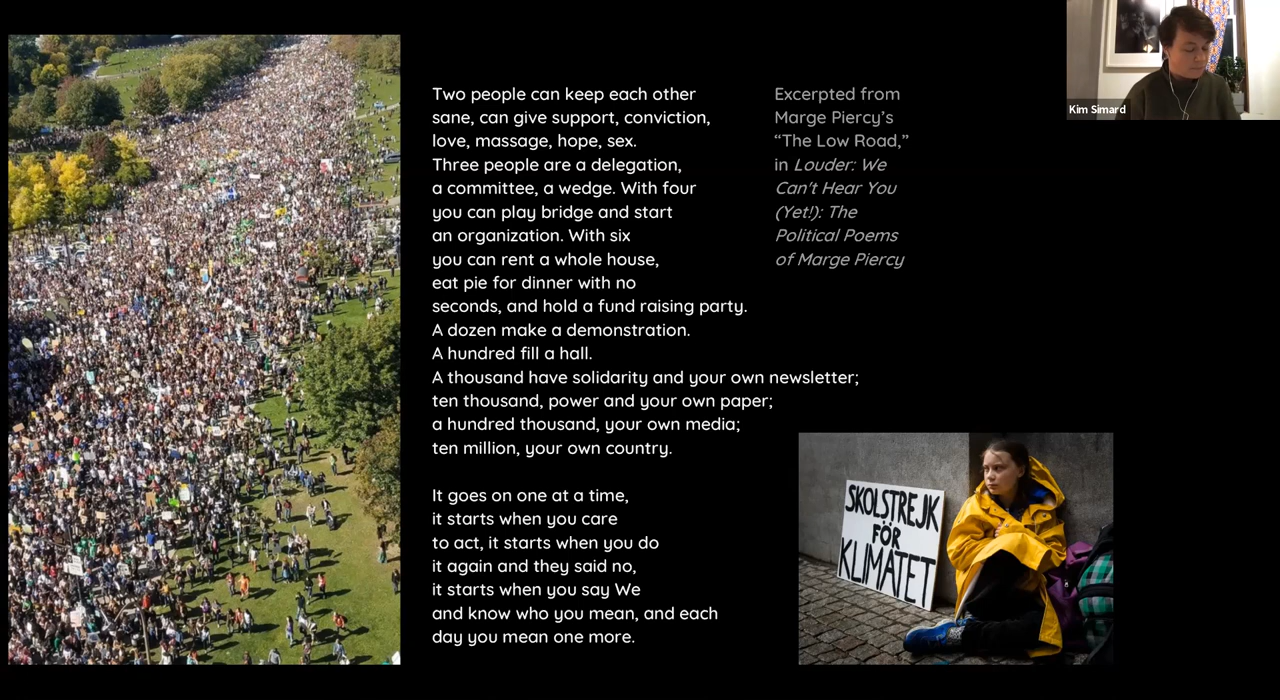 Two people can keep each other
sane, can give support, conviction,
love, massage, hope, sex.
Three people are a delegation,
a committee, a wedge. With four
you can play bridge and start
an organization. With six
you can rent a whole house,
eat pie for dinner with no
seconds, and hold a fund raising party.
A dozen make a demonstration.
A hundred fill a hall.
A thousand have solidarity and your own newsletter;
ten thousand, power and your own paper;
a hundred thousand, your own media;
ten million, your own country.
It goes on one at a time,
it starts when you care
to act, it starts when you do
it again and they said no,
it starts when you say We
and know who you mean, and each
day you mean one more.
Excerpted from
Marge Piercy’s
“The Low Road,”
in Louder: We
Can't Hear You
(Yet!): The
Political Poems
of Marge Piercy
Kim Simard
SKOLSTREJK
FÖR
KLIMATET